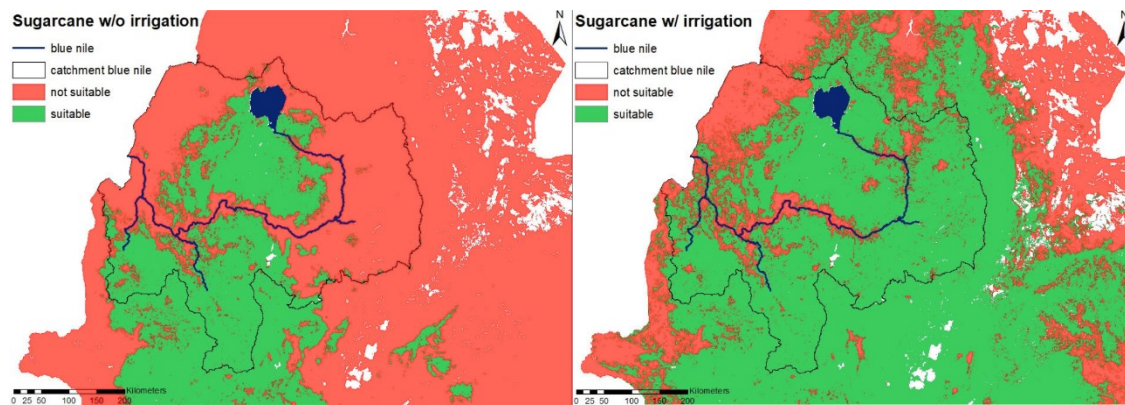 Sugarcane w/o irrigation
N
blue nile
catchment blue nile
not suitable
suitable
Kilometers
0 25 50 100 150 200
Sugarcane w/ irrigation
N
blue nile
catchment blue nile
not suitable
suitable
Kilometers
0 25 50 100 150 200